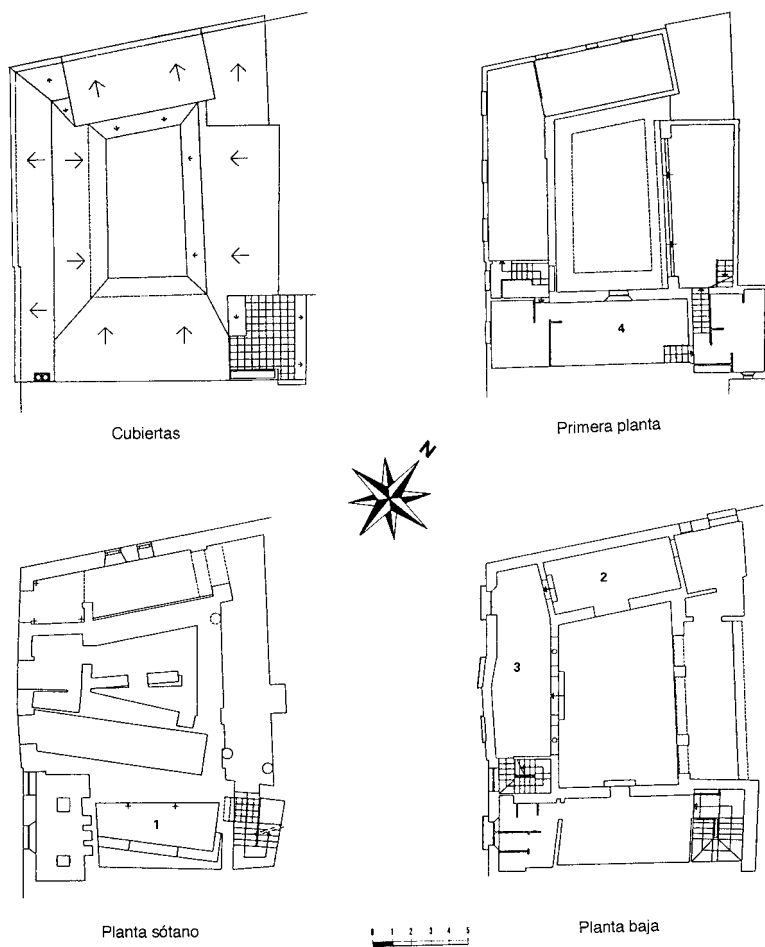 4
Cubiertas
Primera planta
N
2
3
1
Planta sótano
0 1 2 3 4 5
Planta baja